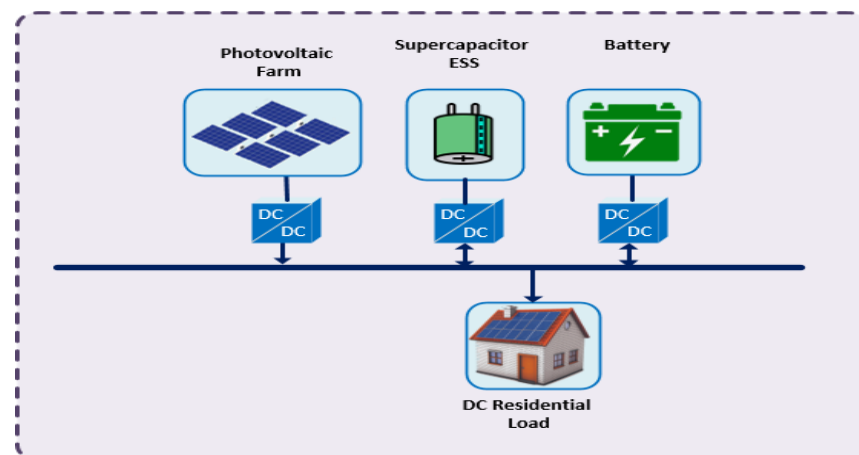 Photovoltaic
Farm
Supercapacitor
ESS
Battery
DC
DC
DC
DC
DC
DC
DC Residential
Load